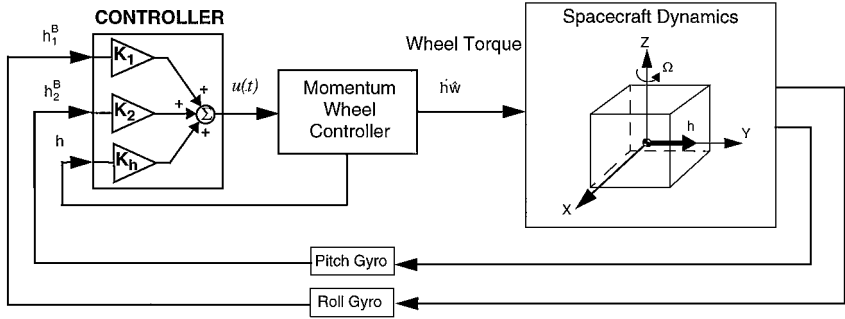 CONTROLLER
Spacecraft Dynamics
h₁ᴮ
K₁
Wheel Torque
Z
Ω
u(t)
Momentum
Wheel
Controller
ḣŵ
h₂ᴮ
K₂
+
+
+
Σ
h
Y
h
Kₕ
X
Pitch Gyro
Roll Gyro